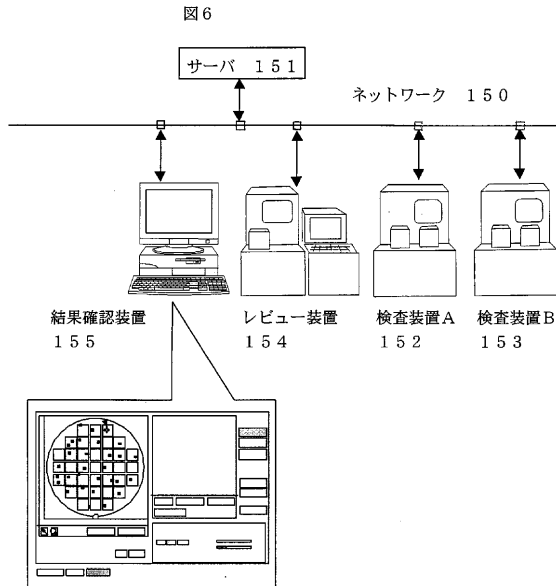 図6
サーバ 151
ネットワーク 150
結果確認装置
155
レビュー装置
154
検査装置A
152
検査装置B
153